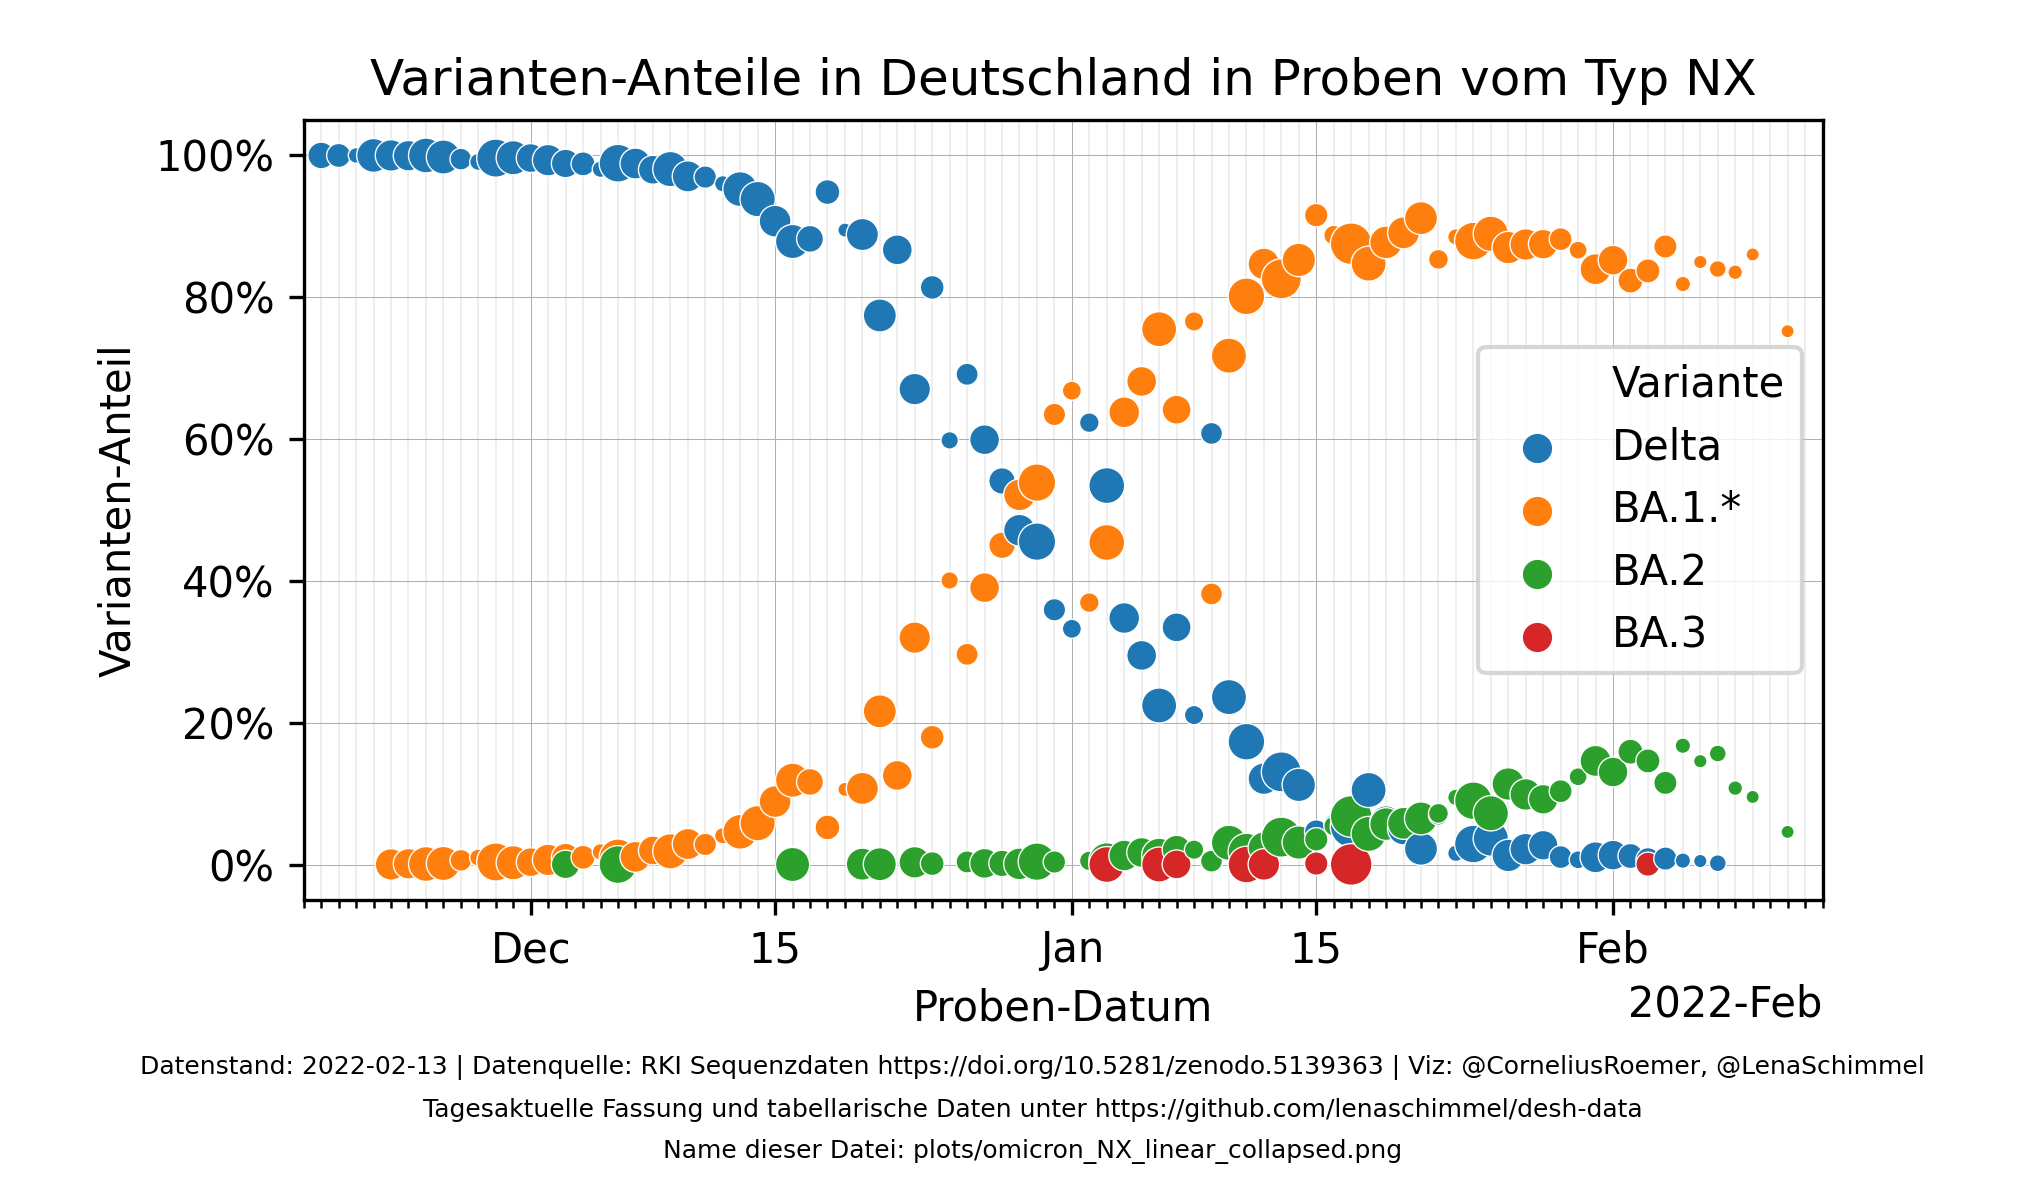 Varianten-Anteile in Deutschland in Proben vom Typ NX
Varianten-Anteil
100%
80%
60%
40%
20%
0%
Variante
Delta
BA.1.*
BA.2
BA.3
Dec 15 Jan 15 Feb
Proben-Datum
2022-Feb
Datenstand: 2022-02-13 | Datenquelle: RKI Sequenzdaten https://doi.org/10.5281/zenodo.5139363 | Viz: @CorneliusRoemer, @LenaSchimmel
Tagesaktuelle Fassung und tabellarische Daten unter https://github.com/lenaschimmel/desh-data
Name dieser Datei: plots/omicron_NX_linear_collapsed.png